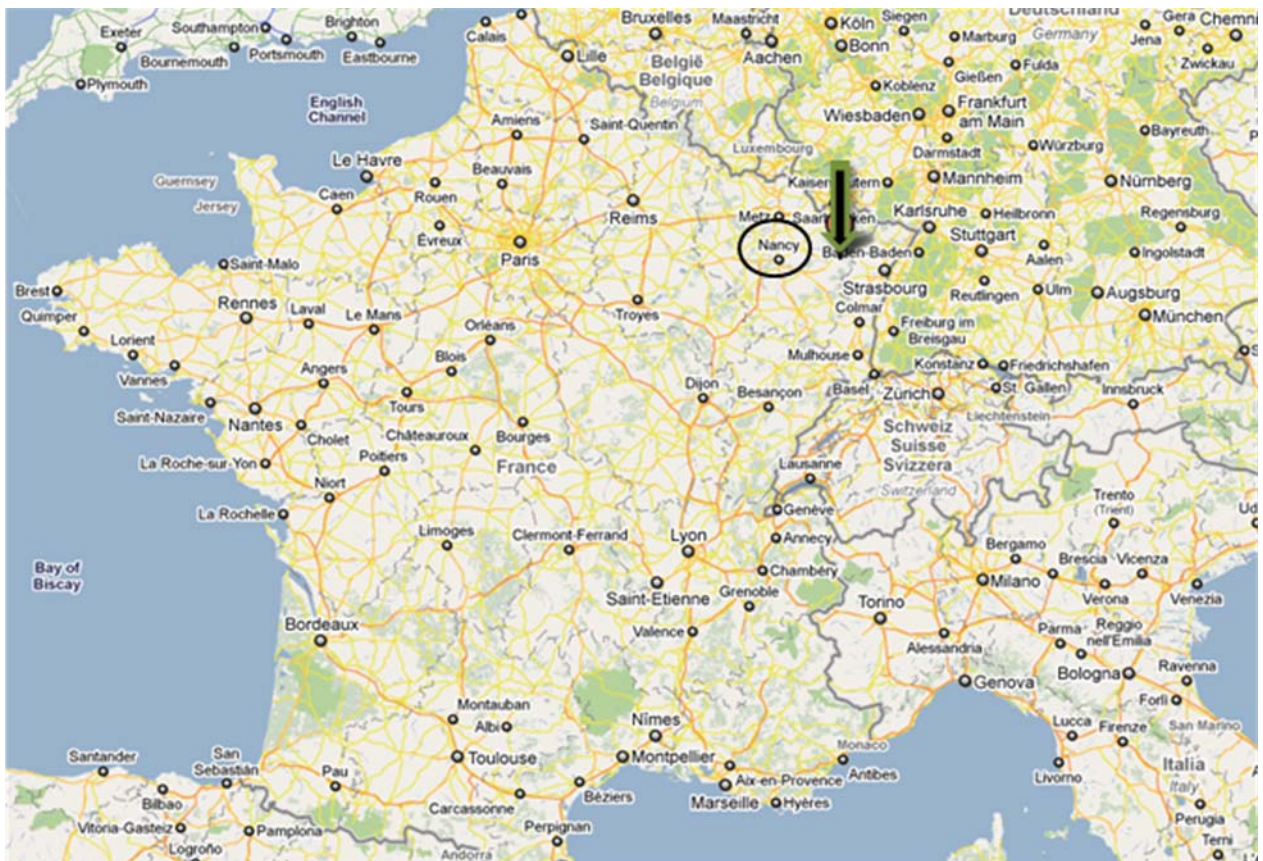 Bruxelles
Maastricht
Köln
Siegen
Deutschland
Gera
Chemni
Exeter
Southampton
Brighton
Calais
Bonn
Marburg
Germany
Jena
Bournemouth
Portsmouth
Eastbourne
Lille
België
Belgique
Aachen
Gießen
Fulda
Zwickau
Plymouth
Koblenz
English
Channel
Belgium
Frankfurt
am Main
Wiesbaden
Amiens
Saint-Quentin
Bayreuth
Luxembourg
Darmstadt
Würzburg
Le Havre
Beauvais
Guernsey
Caen
Rouen
Mannheim
Nürnberg
Jersey
Reims
Metz
Karlsruhe
Heilbronn
Regensburg
Évreux
Paris
Nancy
Baden-Baden
Stuttgart
Aalen
Ingolstadt
Saint-Malo
Brest
Strasbourg
Reutlingen
Ulm
Augsburg
Quimper
Rennes
Laval
Le Mans
Troyes
Colmar
München
Lorient
Orléans
Freiburg im
Breisgau
Vannes
Angers
Blois
Mulhouse
Konstanz
Friedrichshafen
Saint-Nazaire
Tours
Dijon
Besançon
Basel
Zürich
St. Gallen
Innsbruck
Nantes
Cholet
Châteauroux
Bourges
Liechtenstein
Schweiz
Suisse
Svizzera
La Roche-sur-Yon
Poitiers
France
Lausanne
Switzerland
Niort
Trento
(Trient)
La Rochelle
Genève
Ud
Limoges
Clermont-Ferrand
Lyon
Annecy
Bergamo
Brescia
Vicenza
Bay of
Biscay
Chambéry
Milano
Saint-Etienne
Grenoble
Torino
Verona
Venezia
Bordeaux
Valence
Alessandria
Parma
Reggio
nell'Emilia
Bologna
Ravenna
Genova
Forlì
Montauban
Albi
Nîmes
Lucca
Firenze
San Marino
Santander
San
Sebastián
Toulouse
Montpellier
Monaco
Antibes
Livorno
Italia
Italy
Pau
Aix-en-Provence
Bilbao
Carcassonne
Béziers
Marseille
Hyères
Perugia
Vitoria-Gasteiz
Pamplona
Perpignan
Terni
Logroño
Andorra